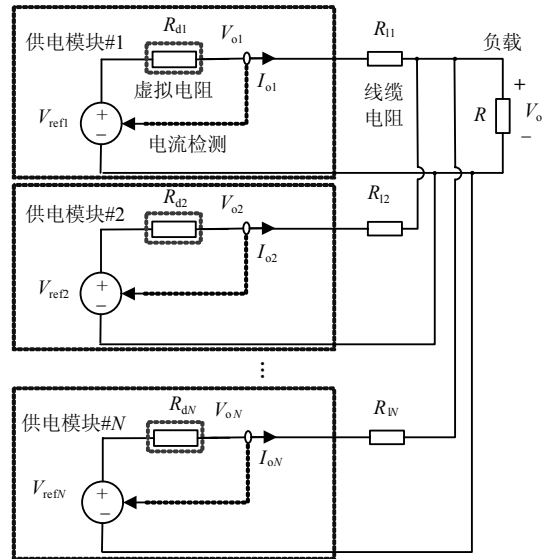 供电模块#1
Rd1
Vo1
Io1
Rl1
负载
虚拟电阻
线缆电阻
Vref1
+
−
电流检测
R
+
Vo
−
供电模块#2
Rd2
Vo2
Io2
Rl2
Vref2
+
−
⋮
供电模块#N
RdN
VoN
IoN
RlN
VrefN
+
−